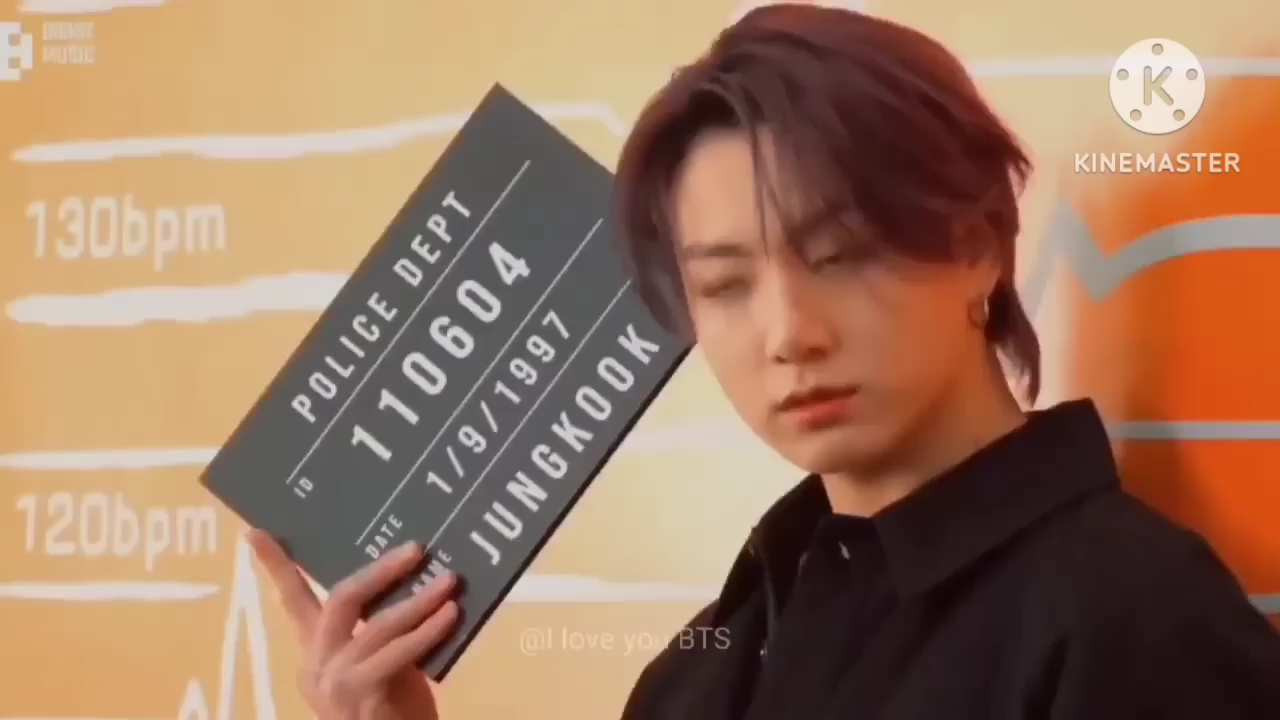 BIGHIT
MUSIC
KINEMASTER
130bpm
120bpm
POLICE DEPT
ID
110604
DATE
1/9/1997
NAME
JUNGKOOK
@I love you BTS